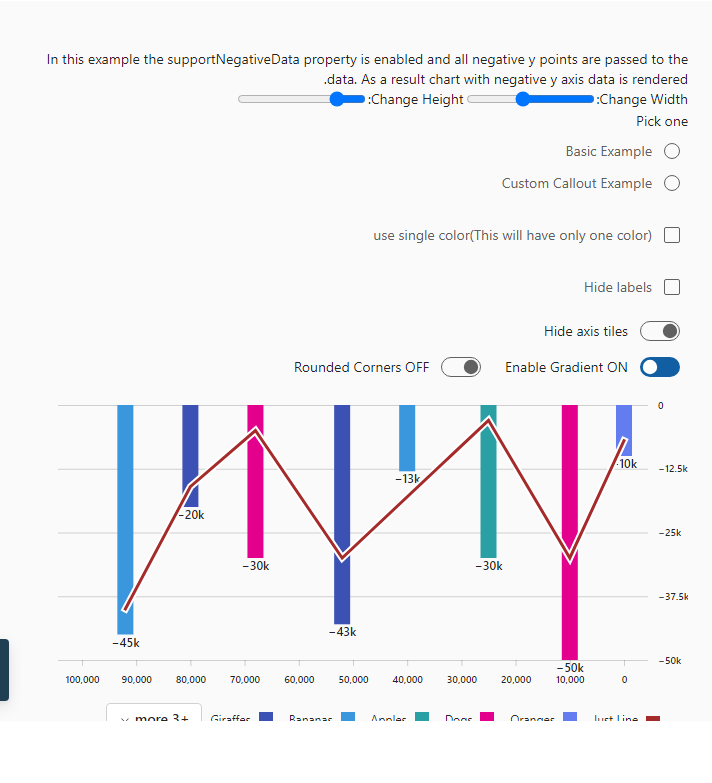 In this example the supportNegativeData property is enabled and all negative y points are passed to the
.data. As a result chart with negative y axis data is rendered
:Change Height :Change Width
Pick one
Basic Example
Custom Callout Example
use single color(This will have only one color)
Hide labels
Hide axis tiles
Rounded Corners OFF Enable Gradient ON
0
-10k
−12.5k
−13k
−20k
−25k
−30k −30k
−37.5k
−43k
−45k
−50k
−50k
100,000 90,000 80,000 70,000 60,000 50,000 40,000 30,000 20,000 10,000 0
more 3+ Giraffes Bananas Apples Dogs Oranges Just Line